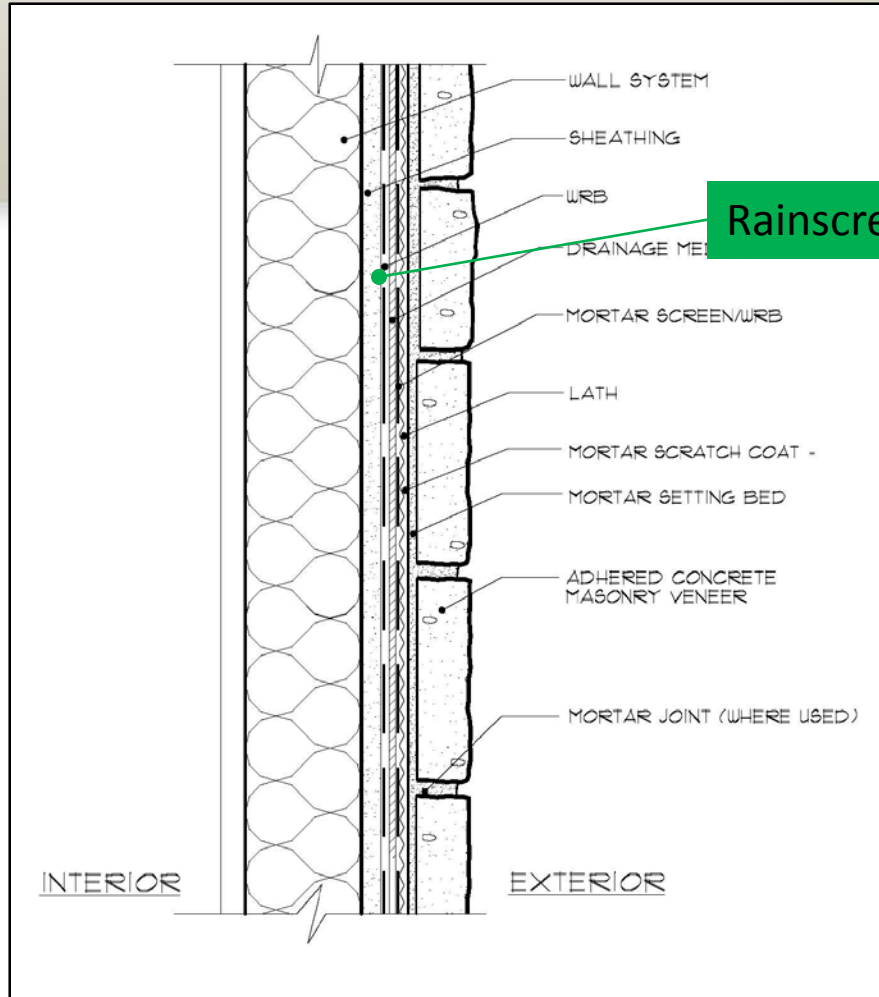 WALL SYSTEM
SHEATHING
WRB
Rainscre
DRAINAGE MED
MORTAR SCREEN/WRB
LATH
MORTAR SCRATCH COAT -
MORTAR SETTING BED
ADHERED CONCRETE
MASONRY VENEER
MORTAR JOINT (WHERE USED)
INTERIOR
EXTERIOR